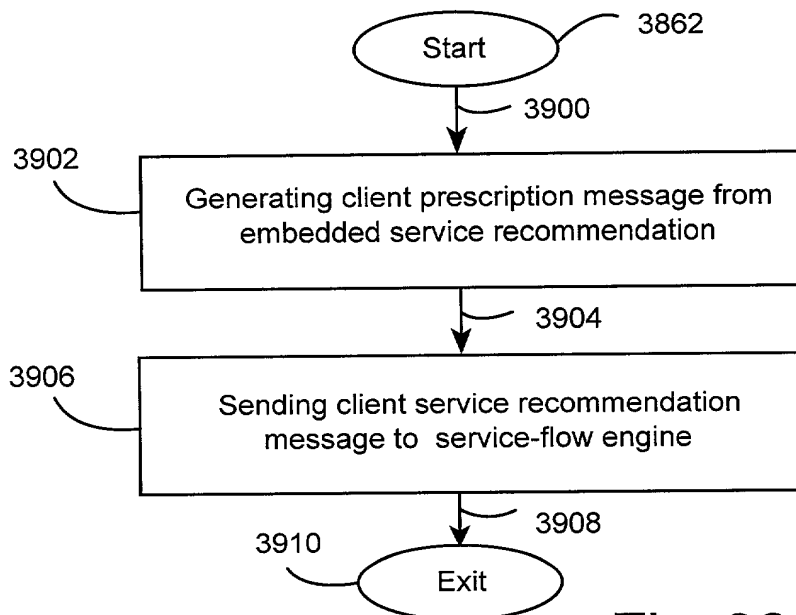 Start
3862
3900
3902
Generating client prescription message from
embedded service recommendation
3904
3906
Sending client service recommendation
message to service-flow engine
3908
3910
Exit